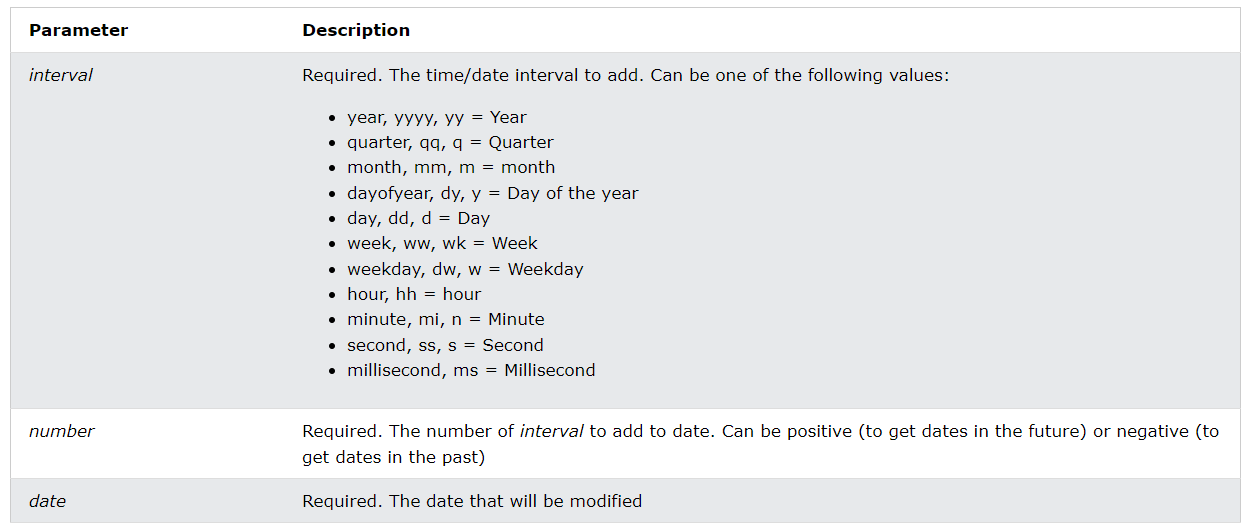 Parameter Description
interval Required. The time/date interval to add. Can be one of the following values:
• year, yyyy, yy = Year
• quarter, qq, q = Quarter
• month, mm, m = month
• dayofyear, dy, y = Day of the year
• day, dd, d = Day
• week, ww, wk = Week
• weekday, dw, w = Weekday
• hour, hh = hour
• minute, mi, n = Minute
• second, ss, s = Second
• millisecond, ms = Millisecond
number Required. The number of interval to add to date. Can be positive (to get dates in the future) or negative (to
get dates in the past)
date Required. The date that will be modified